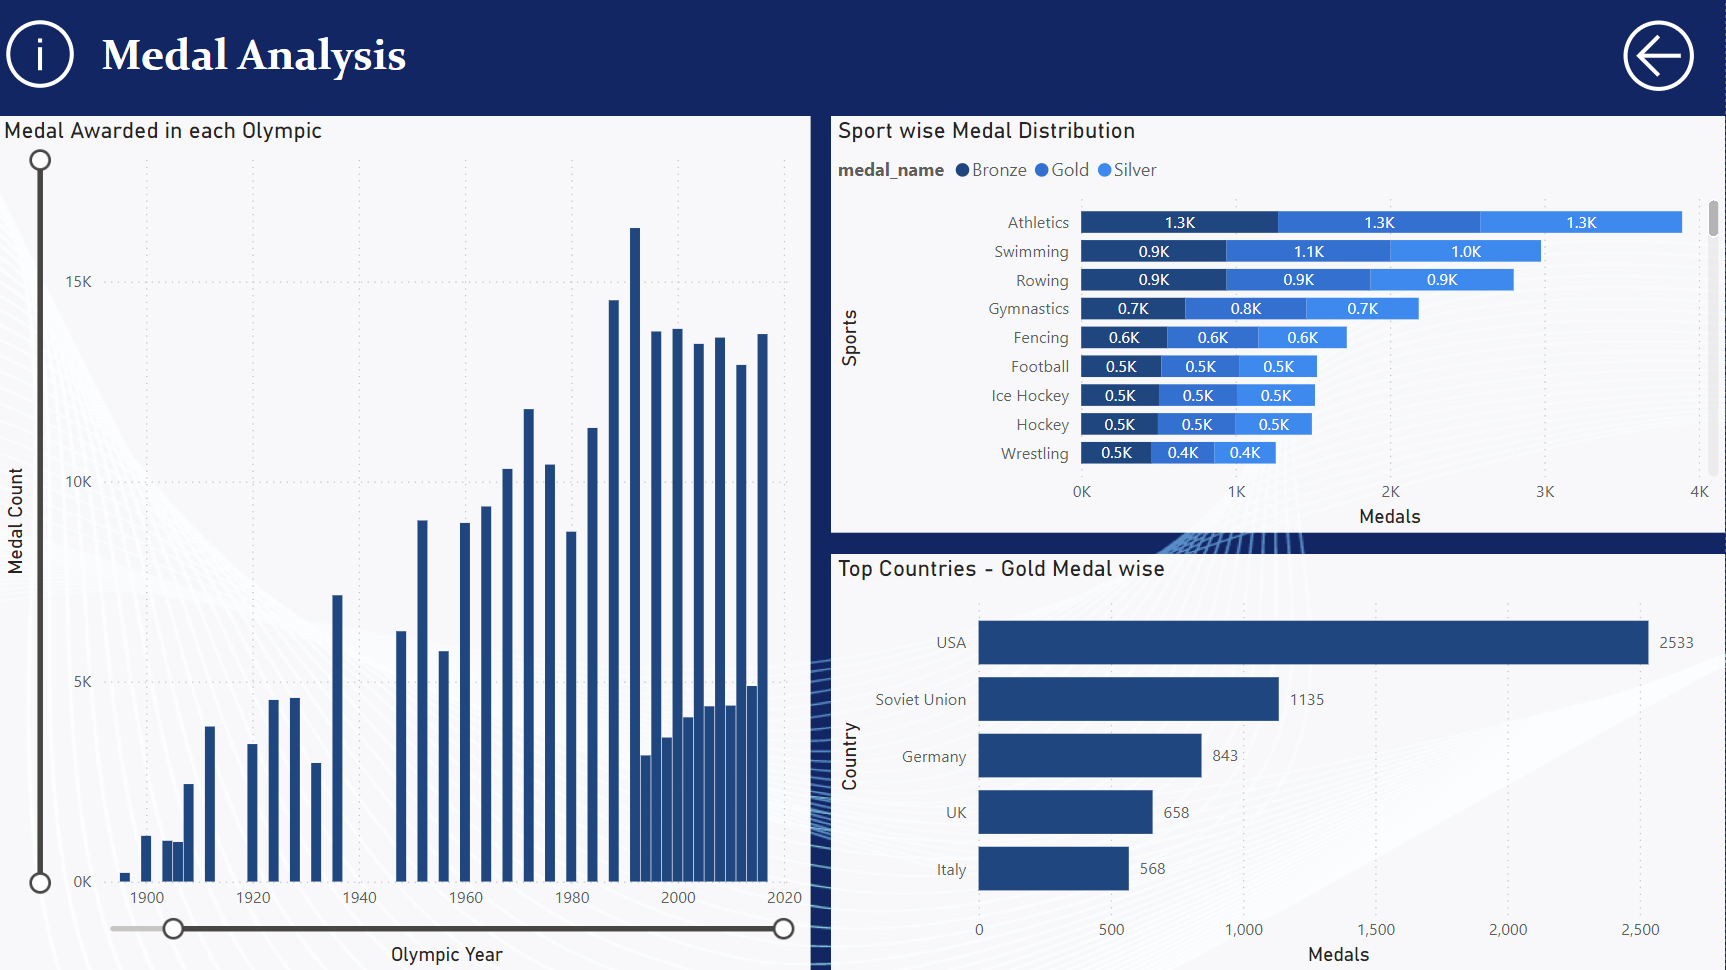 i Medal Analysis
Medal Awarded in each Olympic
Medal Count
15K
10K
5K
0K
1900 1920 1940 1960 1980 2000 2020
Olympic Year
Sport wise Medal Distribution
medal_name Bronze Gold Silver
Sports
Athletics 1.3K 1.3K 1.3K
Swimming 0.9K 1.1K 1.0K
Rowing 0.9K 0.9K 0.9K
Gymnastics 0.7K 0.8K 0.7K
Fencing 0.6K 0.6K 0.6K
Football 0.5K 0.5K 0.5K
Ice Hockey 0.5K 0.5K 0.5K
Hockey 0.5K 0.5K 0.5K
Wrestling 0.5K 0.4K 0.4K
0K 1K 2K 3K 4K
Medals
Top Countries - Gold Medal wise
Country
USA 2533
Soviet Union 1135
Germany 843
UK 658
Italy 568
0 500 1,000 1,500 2,000 2,500
Medals